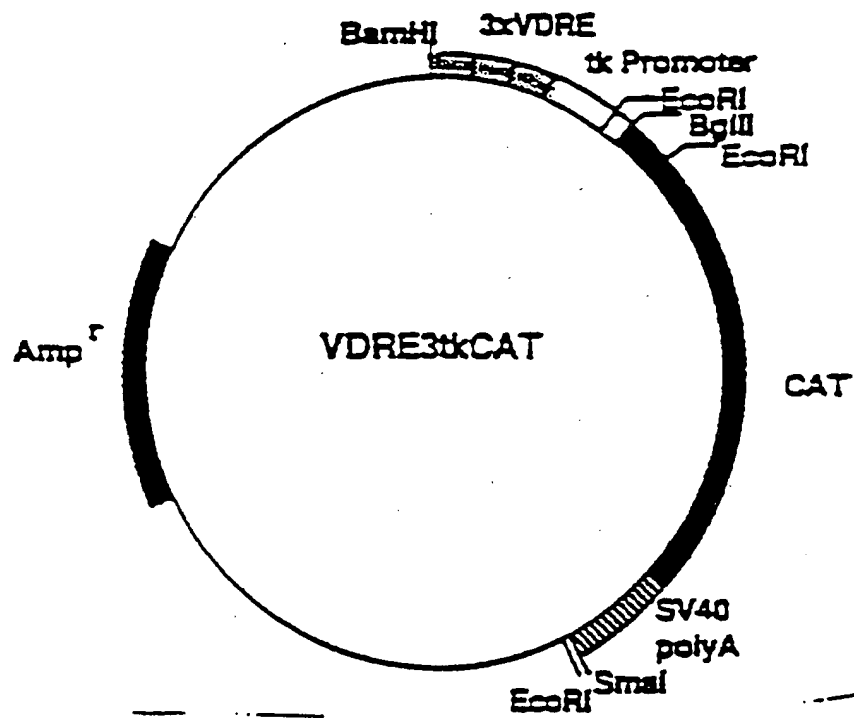 3xVDRE
BamHI
tk Promoter
EcoRI
BglII
EcoRI
Amp r
VDRE3tkCAT
CAT
SV40
polyA
SmaI
EcoRI